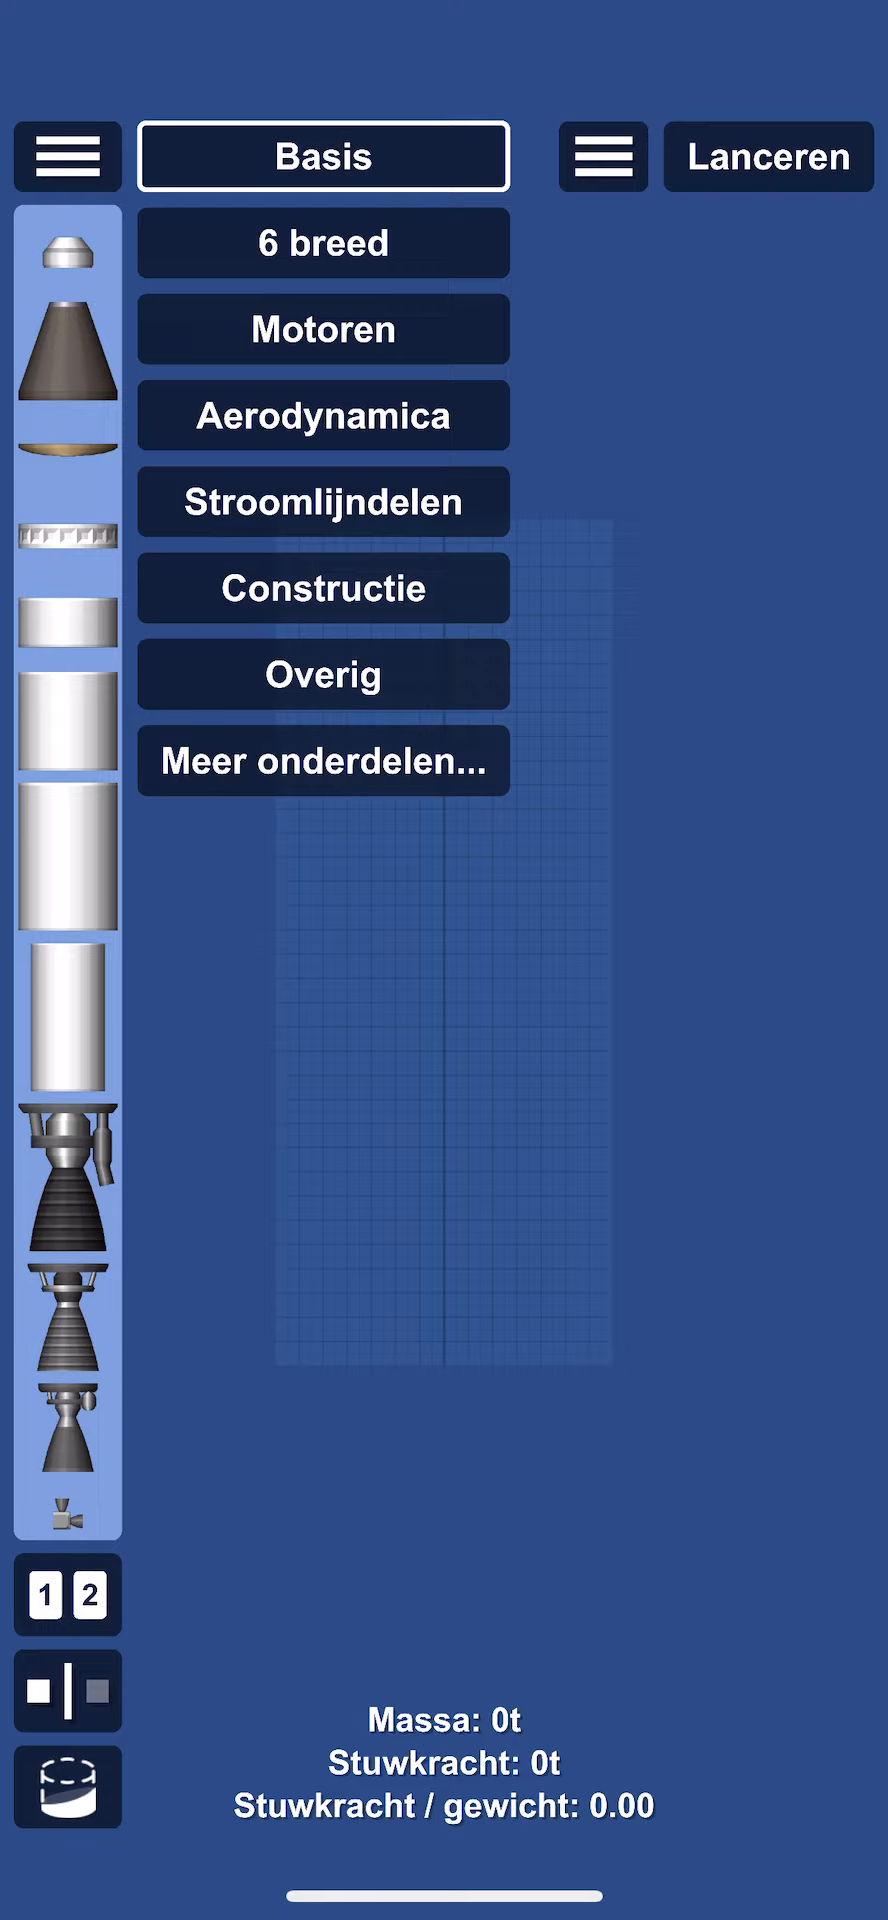 Basis
Lanceren
6 breed
Motoren
Aerodynamica
Stroomlijndelen
Constructie
Overig
Meer onderdelen...
1 2
Massa: 0t
Stuwkracht: 0t
Stuwkracht / gewicht: 0.00